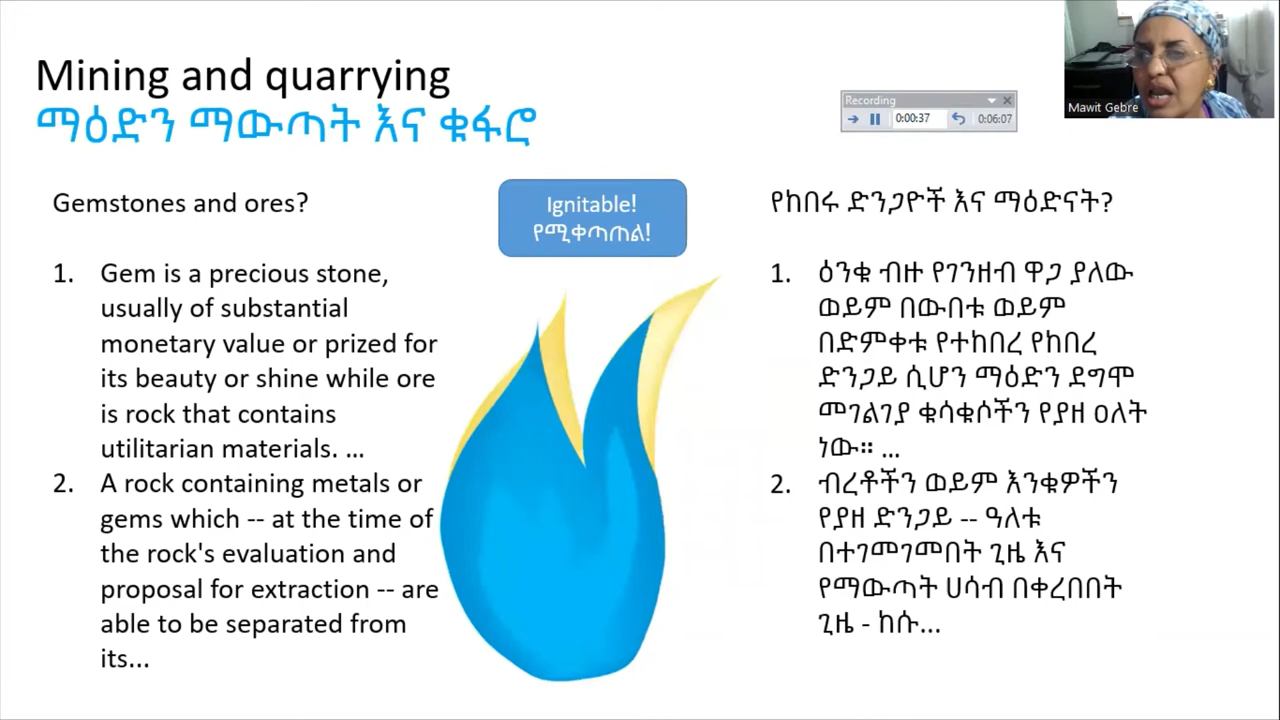 Mining and quarrying
ማዕድን ማውጣት እና ቁፋሮ
Recording
0:00:37
0:06:07
Mawit Gebre
Gemstones and ores?
1. Gem is a precious stone,
usually of substantial
monetary value or prized for
its beauty or shine while ore
is rock that contains
utilitarian materials. ...
2. A rock containing metals or
gems which -- at the time of
the rock's evaluation and
proposal for extraction -- are
able to be separated from
its...
Ignitable!
የሚቀጣጠል!
የከበሩ ድንጋዮች እና ማዕድናት?
1. ዕንቁ ብዙ የገንዘብ ዋጋ ያለው
ወይም በውበቱ ወይም
በድምቀቱ የተከበረ የከበረ
ድንጋይ ሲሆን ማዕድን ደግሞ
መገልገያ ቁሳቁሶችን የያዘ ዐለት
ነው። ...
2. ብረቶችን ወይም እንቁዎችን
የያዘ ድንጋይ -- ዓለቱ
በተገመገመበት ጊዜ እና
የማውጣት ሀሳብ በቀረበበት
ጊዜ - ከሱ...